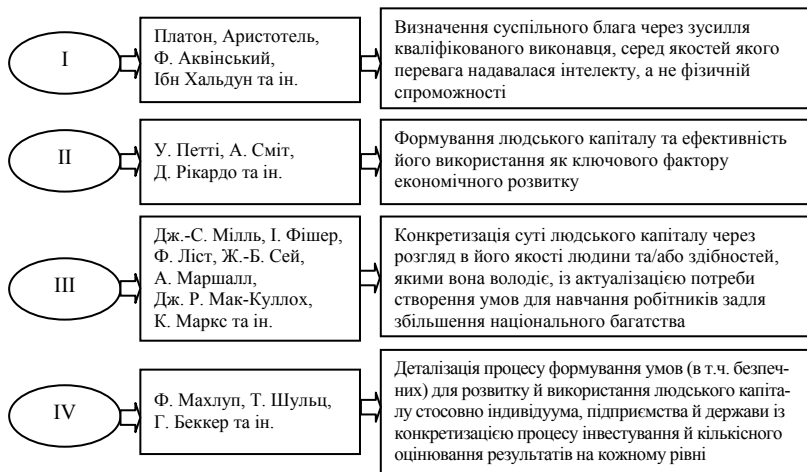 I
Платон, Аристотель,
Ф. Аквінський,
Ібн Хальдун та ін.
Визначення суспільного блага через зусилля
кваліфікованого виконавця, серед якостей якого
перевага надавалася інтелекту, а не фізичній
спроможності
II
У. Петті, А. Сміт,
Д. Рікардо та ін.
Формування людського капіталу та ефективність
його використання як ключового фактору
економічного розвитку
III
Дж.-С. Мілль, І. Фішер,
Ф. Ліст, Ж.-Б. Сей,
А. Маршалл,
Дж. Р. Мак-Куллох,
К. Маркс та ін.
Конкретизація суті людського капіталу через
розгляд в його якості людини та/або здібностей,
якими вона володіє, із актуалізацією потреби
створення умов для навчання робітників задля
збільшення національного багатства
IV
Ф. Махлуп, Т. Шульц,
Г. Беккер та ін.
Деталізація процесу формування умов (в т.ч. безпеч-
них) для розвитку й використання людського капіта-
лу стосовно індивідуума, підприємства й держави із
конкретизацією процесу інвестування й кількісного
оцінювання результатів на кожному рівні